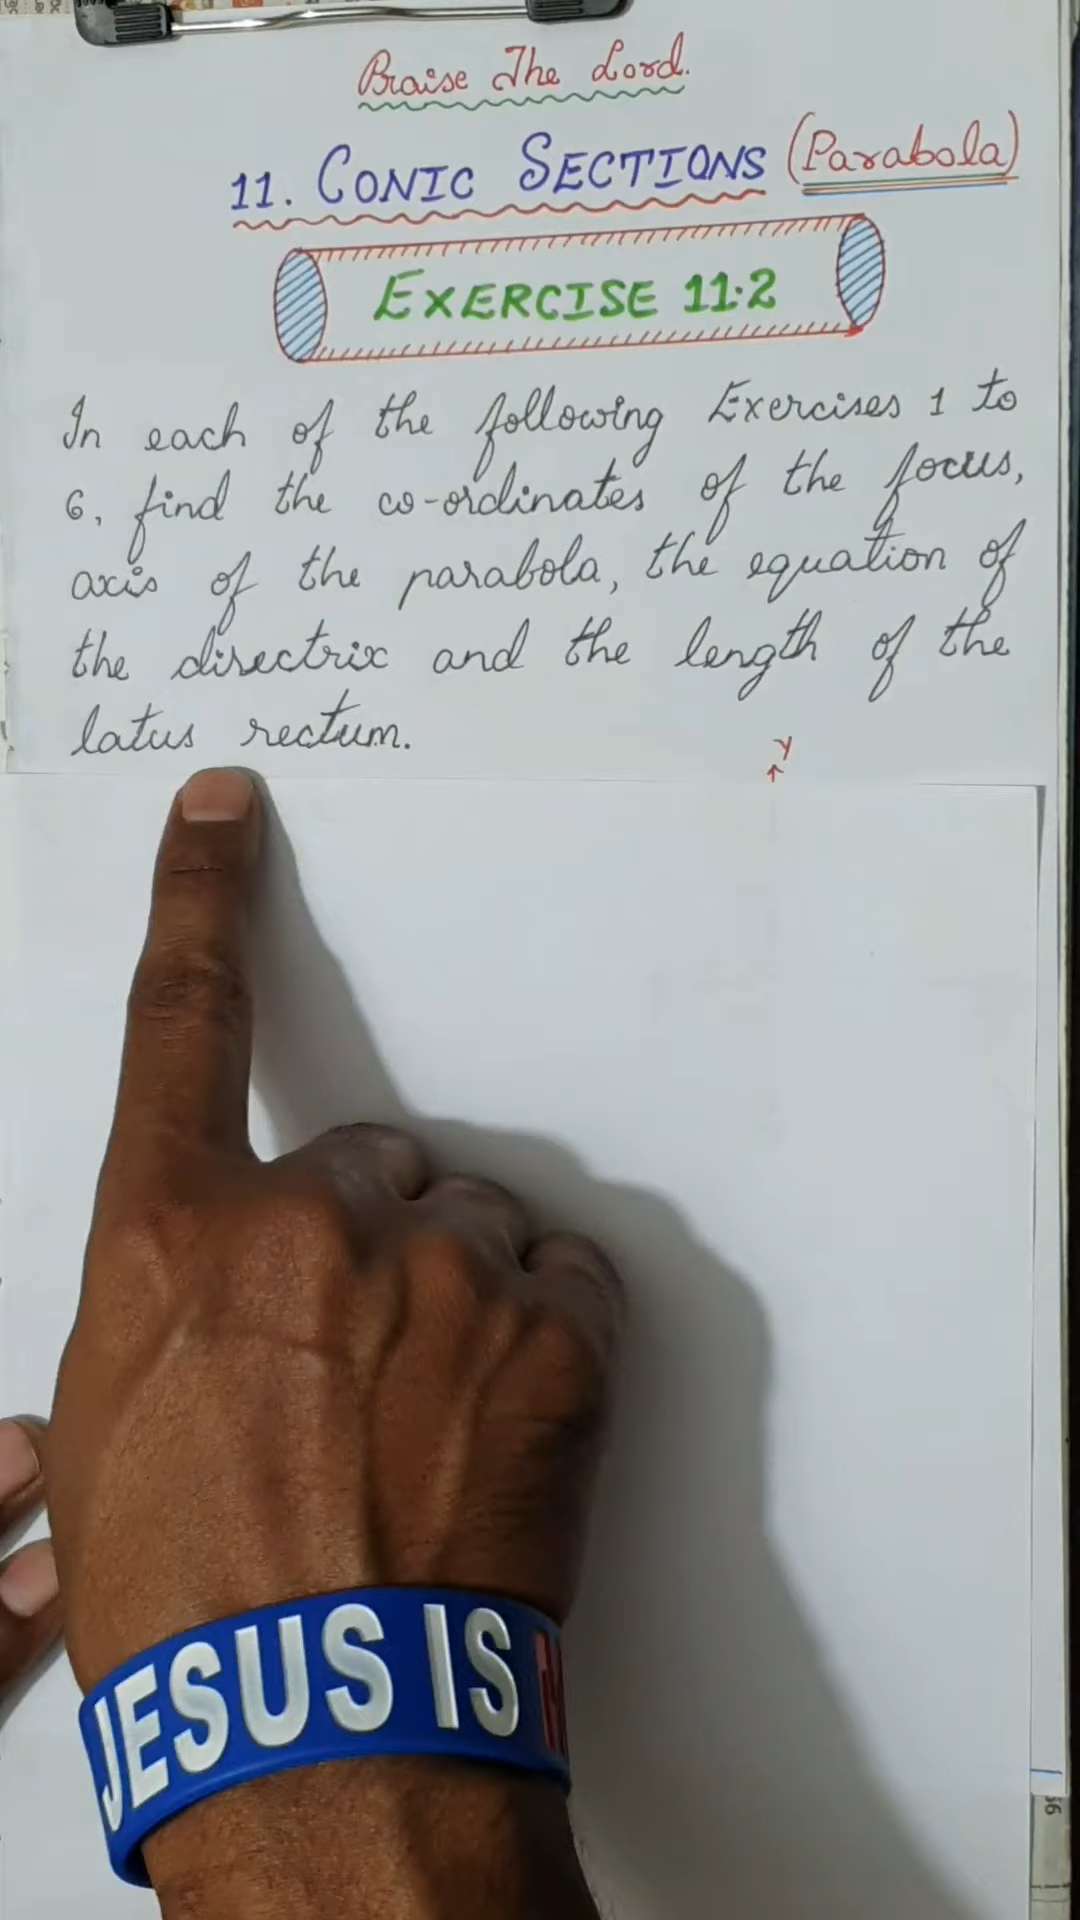 Praise The Lord.
11. CONIC SECTIONS (Parabola)
EXERCISE 11.2
In each of the following Exercises 1 to
6, find the co-ordinates of the focus,
axis of the parabola, the equation of
the directrix and the length of the
latus rectum.
Y
JESUS IS